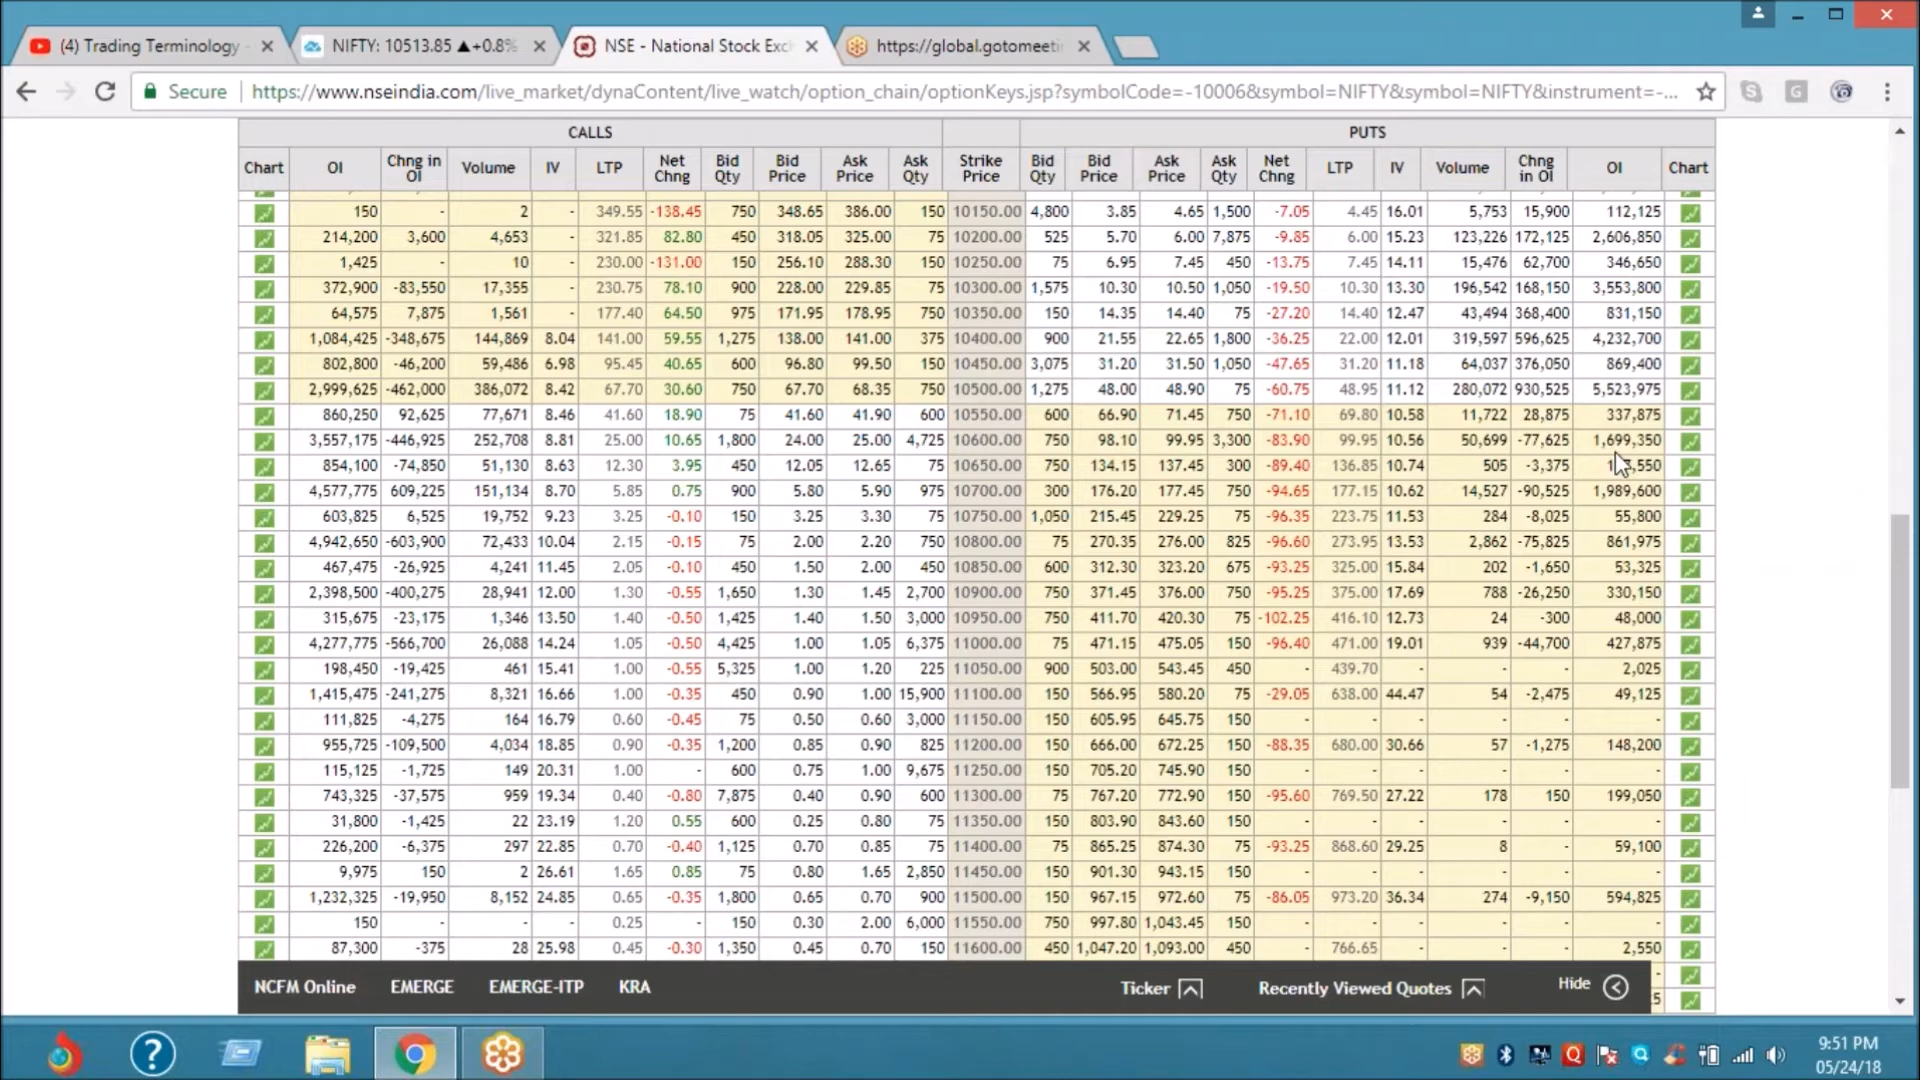 (4) Trading Terminology NIFTY: 10513.85 ▲+0.8% NSE - National Stock Exc https://global.gotomeeti
Secure https://www.nseindia.com/live_market/dynaContent/live_watch/option_chain/optionKeys.jsp?symbolCode=-10006&symbol=NIFTY&symbol=NIFTY&instrument=-...
CALLS PUTS
Chart OI Chng in OI Volume IV LTP Net Chng Bid Qty Bid Price Ask Price Ask Qty Strike Price Bid Qty Bid Price Ask Price Ask Qty Net Chng LTP IV Volume Chng in OI OI Chart
150 - 2 - 349.55 -138.45 750 348.65 386.00 150 10150.00 4,800 3.85 4.65 1,500 -7.05 4.45 16.01 5,753 15,900 112,125
214,200 3,600 4,653 - 321.85 82.80 450 318.05 325.00 75 10200.00 525 5.70 6.00 7,875 -9.85 6.00 15.23 123,226 172,125 2,606,850
1,425 - 10 - 230.00 -131.00 150 256.10 288.30 150 10250.00 75 6.95 7.45 450 -13.75 7.45 14.11 15,476 62,700 346,650
372,900 -83,550 17,355 - 230.75 78.10 900 228.00 229.85 75 10300.00 1,575 10.30 10.50 1,050 -19.50 10.30 13.30 196,542 168,150 3,553,800
64,575 7,875 1,561 - 177.40 64.50 975 171.95 178.95 750 10350.00 150 14.35 14.40 75 -27.20 14.40 12.47 43,494 368,400 831,150
1,084,425 -348,675 144,869 8.04 141.00 59.55 1,275 138.00 141.00 375 10400.00 900 21.55 22.65 1,800 -36.25 22.00 12.01 319,597 596,625 4,232,700
802,800 -46,200 59,486 6.98 95.45 40.65 600 96.80 99.50 150 10450.00 3,075 31.20 31.50 1,050 -47.65 31.20 11.18 64,037 376,050 869,400
2,999,625 -462,000 386,072 8.42 67.70 30.60 750 67.70 68.35 750 10500.00 1,275 48.00 48.90 75 -60.75 48.95 11.12 280,072 930,525 5,523,975
860,250 92,625 77,671 8.46 41.60 18.90 75 41.60 41.90 600 10550.00 600 66.90 71.45 750 -71.10 69.80 10.58 11,722 28,875 337,875
3,557,175 -446,925 252,708 8.81 25.00 10.65 1,800 24.00 25.00 4,725 10600.00 750 98.10 99.95 3,300 -83.90 99.95 10.56 50,699 -77,625 1,699,350
854,100 -74,850 51,130 8.63 12.30 3.95 450 12.05 12.65 75 10650.00 750 134.15 137.45 300 -89.40 136.85 10.74 505 -3,375
4,577,775 609,225 151,134 8.70 5.85 0.75 900 5.80 5.90 975 10700.00 300 176.20 177.45 750 -94.65 177.15 10.62 14,527 -90,525 1,989,600
603,825 6,525 19,752 9.23 3.25 -0.10 150 3.25 3.30 75 10750.00 1,050 215.45 229.25 75 -96.35 223.75 11.53 284 -8,025 55,800
4,942,650 -603,900 72,433 10.04 2.15 -0.15 75 2.00 2.20 750 10800.00 75 270.35 276.00 825 -96.60 273.95 13.53 2,862 -75,825 861,975
467,475 -26,925 4,241 11.45 2.05 -0.10 450 1.50 2.00 450 10850.00 600 312.30 323.20 675 -93.25 325.00 15.84 202 -1,650 53,325
2,398,500 -400,275 28,941 12.00 1.30 -0.55 1,650 1.30 1.45 2,700 10900.00 750 371.45 376.00 750 -95.25 375.00 17.69 788 -26,250 330,150
315,675 -23,175 1,346 13.50 1.40 -0.50 1,425 1.40 1.50 3,000 10950.00 750 411.70 420.30 75 -102.25 416.10 12.73 24 -300 48,000
4,277,775 -566,700 26,088 14.24 1.05 -0.50 4,425 1.00 1.05 6,375 11000.00 75 471.15 475.05 150 -96.40 471.00 19.01 939 -44,700 427,875
198,450 -19,425 461 15.41 1.00 -0.55 5,325 1.00 1.20 225 11050.00 900 503.00 543.45 450 - 439.70 - - - 2,025
1,415,475 -241,275 8,321 16.66 1.00 -0.35 450 0.90 1.00 15,900 11100.00 150 566.95 580.20 75 -29.05 638.00 44.47 54 -2,475 49,125
111,825 -4,275 164 16.79 0.60 -0.45 75 0.50 0.60 3,000 11150.00 150 605.95 645.75 150 - - - - - -
955,725 -109,500 4,034 18.85 0.90 -0.35 1,200 0.85 0.90 825 11200.00 150 666.00 672.25 150 -88.35 680.00 30.66 57 -1,275 148,200
115,125 -1,725 149 20.31 1.00 - 600 0.75 1.00 9,675 11250.00 150 705.20 745.90 150 - - - - - -
743,325 -37,575 959 19.34 0.40 -0.80 7,875 0.40 0.90 600 11300.00 75 767.20 772.90 150 -95.60 769.50 27.22 178 150 199,050
31,800 -1,425 22 23.19 1.20 0.55 600 0.25 0.80 75 11350.00 150 803.90 843.60 150 - - - - - -
226,200 -6,375 297 22.85 0.70 -0.40 1,125 0.70 0.85 75 11400.00 75 865.25 874.30 75 -93.25 868.60 29.25 8 - 59,100
9,975 150 2 26.61 1.65 0.85 75 0.80 1.65 2,850 11450.00 150 901.30 943.15 150 - - - - - -
1,232,325 -19,950 8,152 24.85 0.65 -0.35 1,800 0.65 0.70 900 11500.00 150 967.15 972.60 75 -86.05 973.20 36.34 274 -9,150 594,825
150 - - - 0.25 - 150 0.30 2.00 6,000 11550.00 750 997.80 1,043.45 150 - - - - - -
87,300 -375 28 25.98 0.45 -0.30 1,350 0.45 0.70 150 11600.00 450 1,047.20 1,093.00 450 - 766.65 - - - 2,550
NCFM Online EMERGE EMERGE-ITP KRA Ticker Recently Viewed Quotes Hide
9:51 PM
05/24/18